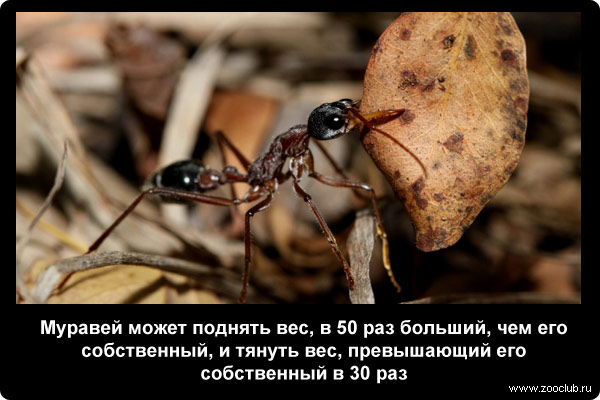 Муравей может поднять вес, в 50 раз больший, чем его
собственный, и тянуть вес, превышающий его
собственный в 30 раз
www.zooclub.ru